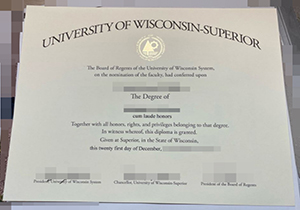 UNIVERSITY OF WISCONSIN-SUPERIOR
The Board of Regents of the University of Wisconsin System,
on the nomination of the faculty, had conferred upon
The Degree of
cum laude honors
Together with all honors, rights, and privileges belonging to that degree.
In witness whereof, this diploma is granted.
Given at Superior, in the State of Wisconsin,
this twenty first day of December,
President, University of Wisconsin System
Chancellor, University of Wisconsin-Superior
President of the Board of Regents